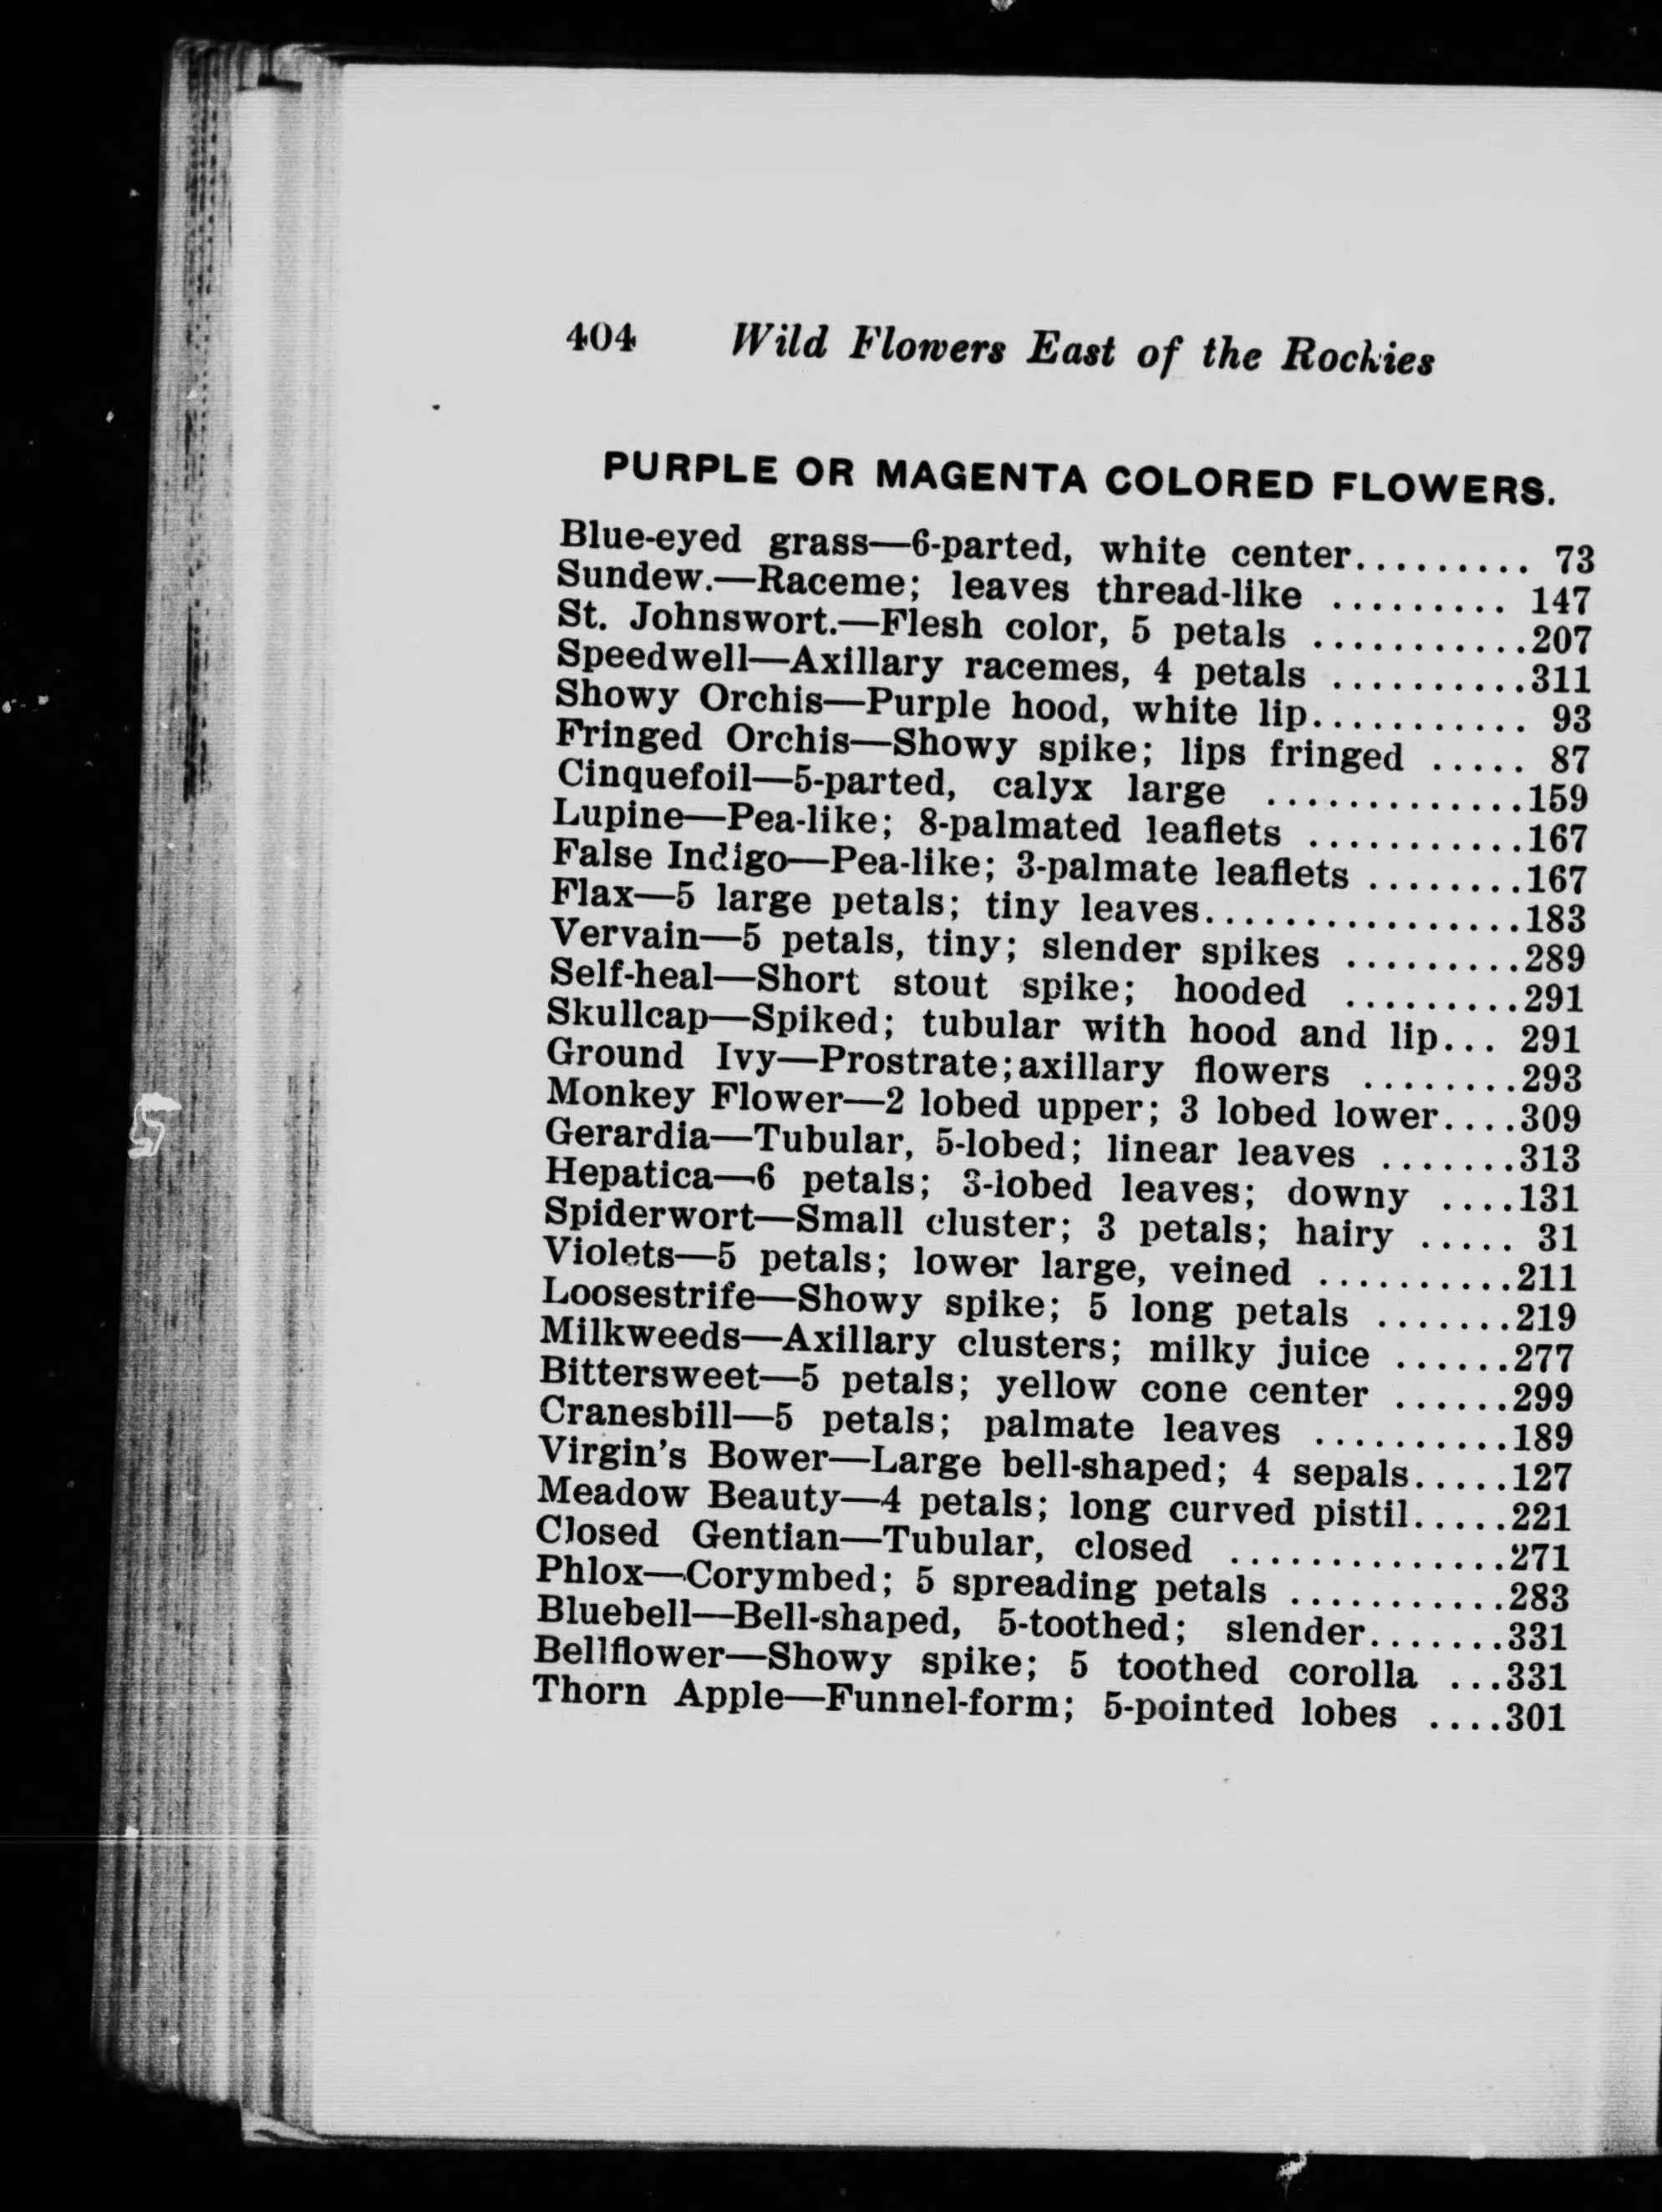 404 Wild Flowers East of the Rockies
PURPLE OR MAGENTA COLORED FLOWERS.
Blue-eyed grass—6-parted, white center......... 73
Sundew.—Raceme; leaves thread-like ......... 147
St. Johnswort.—Flesh color, 5 petals ...........207
Speedwell—Axillary racemes, 4 petals ..........311
Showy Orchis—Purple hood, white lip........... 93
Fringed Orchis—Showy spike; lips fringed ..... 87
Cinquefoil—5-parted, calyx large .............159
Lupine—Pea-like; 8-palmated leaflets ...........167
False Indigo—Pea-like; 3-palmate leaflets ........167
Flax—5 large petals; tiny leaves................183
Vervain—5 petals, tiny; slender spikes .........289
Self-heal—Short stout spike; hooded .........291
Skullcap—Spiked; tubular with hood and lip... 291
Ground Ivy—Prostrate;axillary flowers ........293
Monkey Flower—2 lobed upper; 3 lobed lower....309
Gerardia—Tubular, 5-lobed; linear leaves .......313
Hepatica—6 petals; 3-lobed leaves; downy ....131
Spiderwort—Small cluster; 3 petals; hairy ..... 31
Violets—5 petals; lower large, veined ..........211
Loosestrife—Showy spike; 5 long petals .......219
Milkweeds—Axillary clusters; milky juice ......277
Bittersweet—5 petals; yellow cone center ......299
Cranesbill—5 petals; palmate leaves ..........189
Virgin's Bower—Large bell-shaped; 4 sepals.....127
Meadow Beauty—4 petals; long curved pistil.....221
Closed Gentian—Tubular, closed ..............271
Phlox—Corymbed; 5 spreading petals ...........283
Bluebell—Bell-shaped, 5-toothed; slender.......331
Bellflower—Showy spike; 5 toothed corolla ...331
Thorn Apple—Funnel-form; 5-pointed lobes ....301